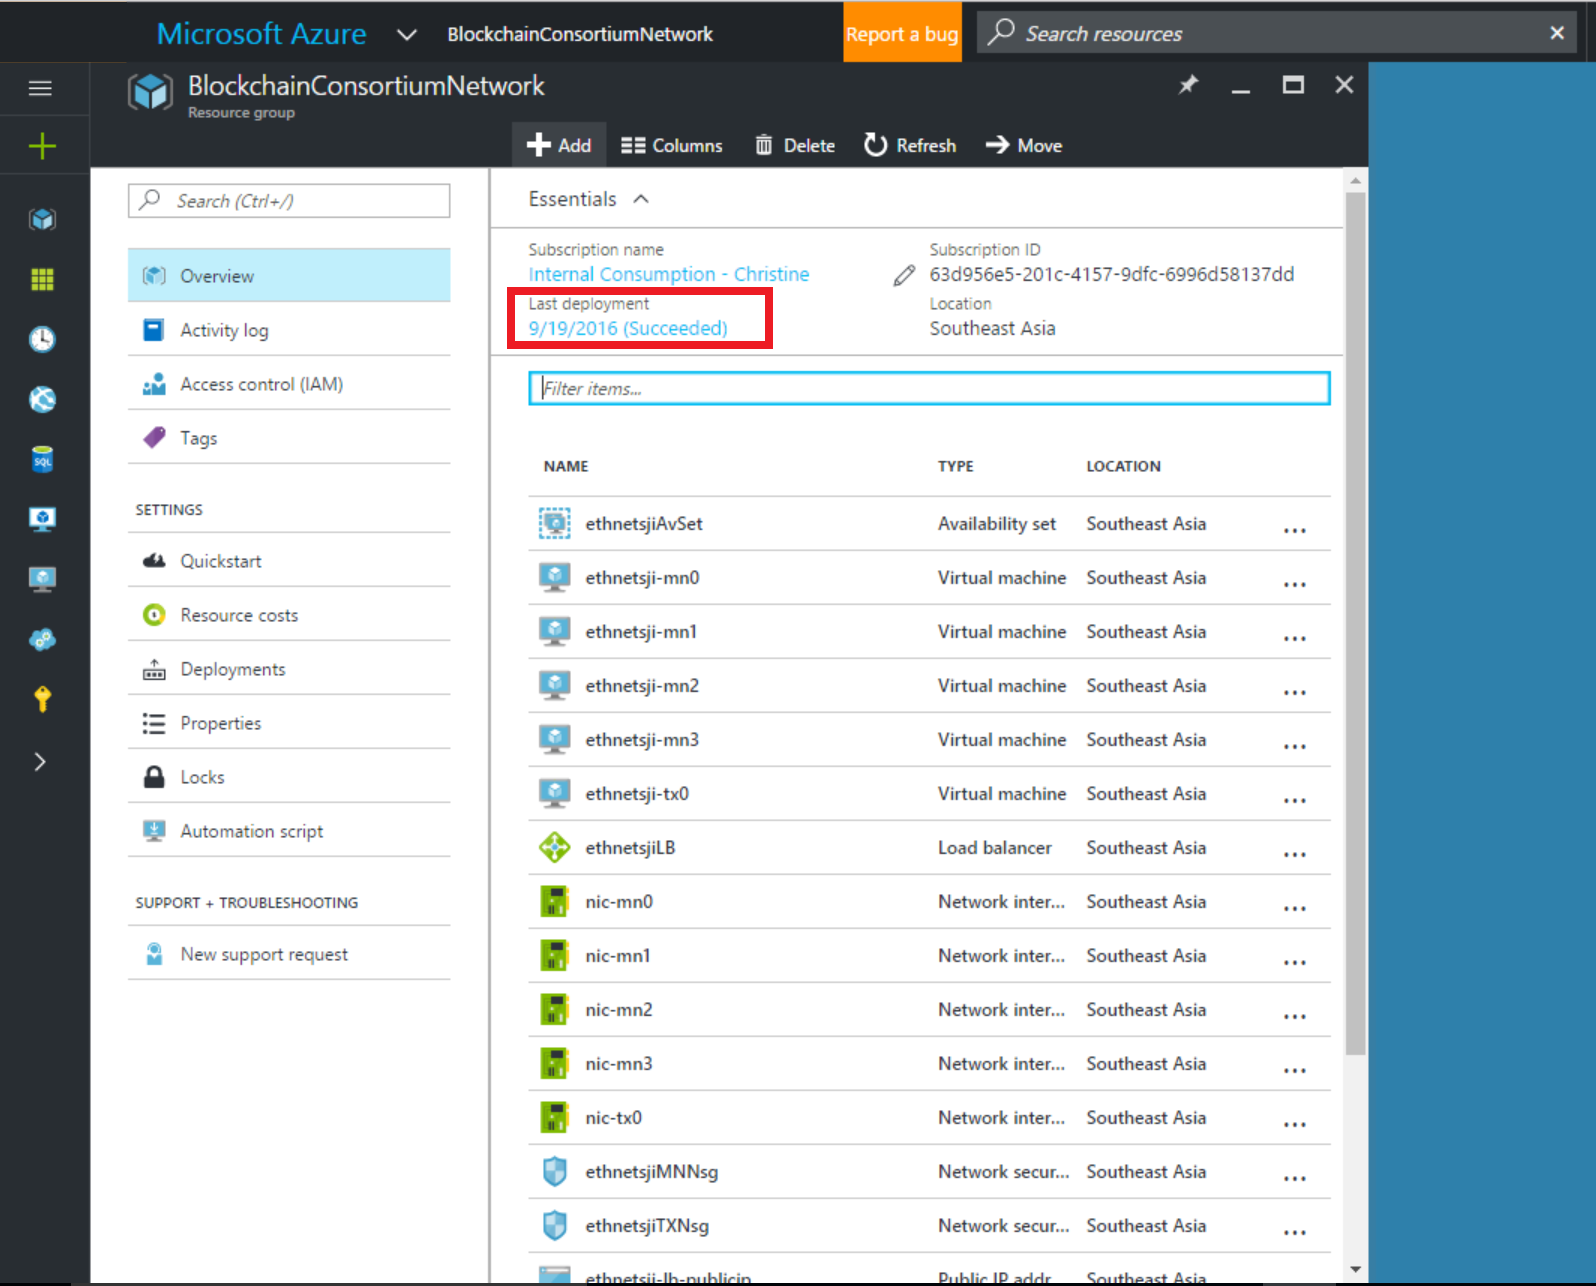 Microsoft Azure
BlockchainConsortiumNetwork
Report a bug
Search resources
BlockchainConsortiumNetwork
Resource group
Add
Columns
Delete
Refresh
Move
Search (Ctrl+/)
Overview
Activity log
Access control (IAM)
Tags
SETTINGS
Quickstart
Resource costs
Deployments
Properties
Locks
Automation script
SUPPORT + TROUBLESHOOTING
New support request
Essentials
Subscription name
Internal Consumption - Christine
Last deployment
9/19/2016 (Succeeded)
Subscription ID
63d956e5-201c-4157-9dfc-6996d58137dd
Location
Southeast Asia
Filter items...
NAME TYPE LOCATION
ethnetsjiAvSet Availability set Southeast Asia ...
ethnetsji-mn0 Virtual machine Southeast Asia ...
ethnetsji-mn1 Virtual machine Southeast Asia ...
ethnetsji-mn2 Virtual machine Southeast Asia ...
ethnetsji-mn3 Virtual machine Southeast Asia ...
ethnetsji-tx0 Virtual machine Southeast Asia ...
ethnetsjiLB Load balancer Southeast Asia ...
nic-mn0 Network inter... Southeast Asia ...
nic-mn1 Network inter... Southeast Asia ...
nic-mn2 Network inter... Southeast Asia ...
nic-mn3 Network inter... Southeast Asia ...
nic-tx0 Network inter... Southeast Asia ...
ethnetsjiMNNsg Network secur... Southeast Asia ...
ethnetsjiTXNsg Network secur... Southeast Asia ...
ethnetsji-lb-publicip Public IP addr Southeast Asia
SQL